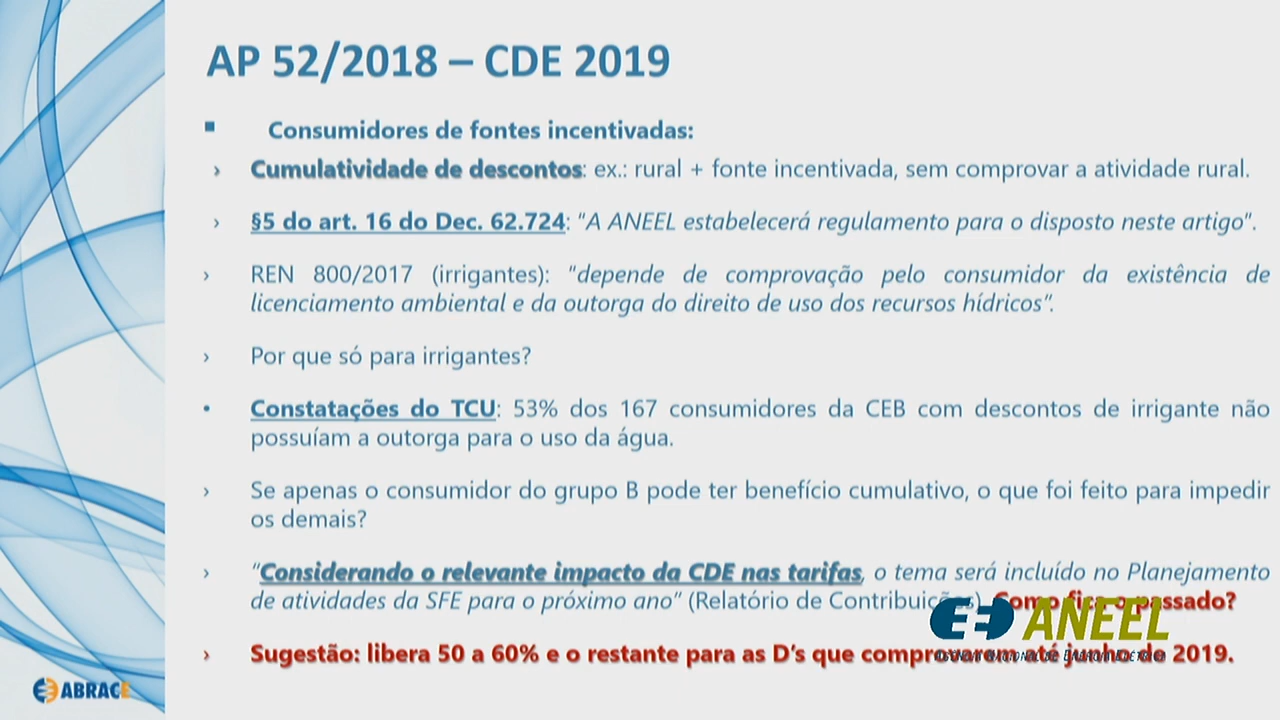 AP 52/2018 – CDE 2019
▪ Consumidores de fontes incentivadas:
› Cumulatividade de descontos: ex.: rural + fonte incentivada, sem comprovar a atividade rural.
› §5 do art. 16 do Dec. 62.724: “A ANEEL estabelecerá regulamento para o disposto neste artigo”.
› REN 800/2017 (irrigantes): “depende de comprovação pelo consumidor da existência de
licenciamento ambiental e da outorga do direito de uso dos recursos hídricos”.
› Por que só para irrigantes?
• Constatações do TCU: 53% dos 167 consumidores da CEB com descontos de irrigante não
possuíam a outorga para o uso da água.
› Se apenas o consumidor do grupo B pode ter benefício cumulativo, o que foi feito para impedir
os demais?
› “Considerando o relevante impacto da CDE nas tarifas, o tema será incluído no Planejamento
de atividades da SFE para o próximo ano” (Relatório de Contribuições). Como fica o passado?
› Sugestão: libera 50 a 60% e o restante para as D’s que comprovarem até junho de 2019.
ANEEL
Agência Nacional de Energia Elétrica
ABRACE